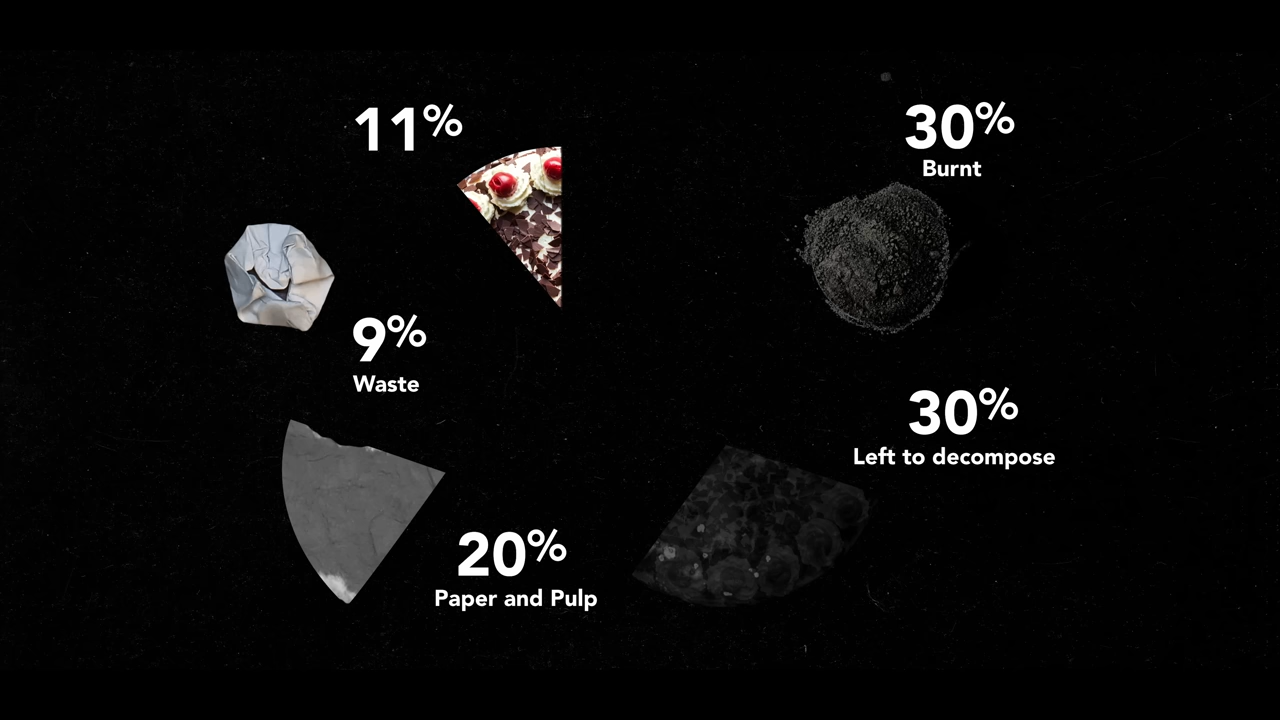 11%
30%
Burnt
9%
Waste
30%
Left to decompose
20%
Paper and Pulp